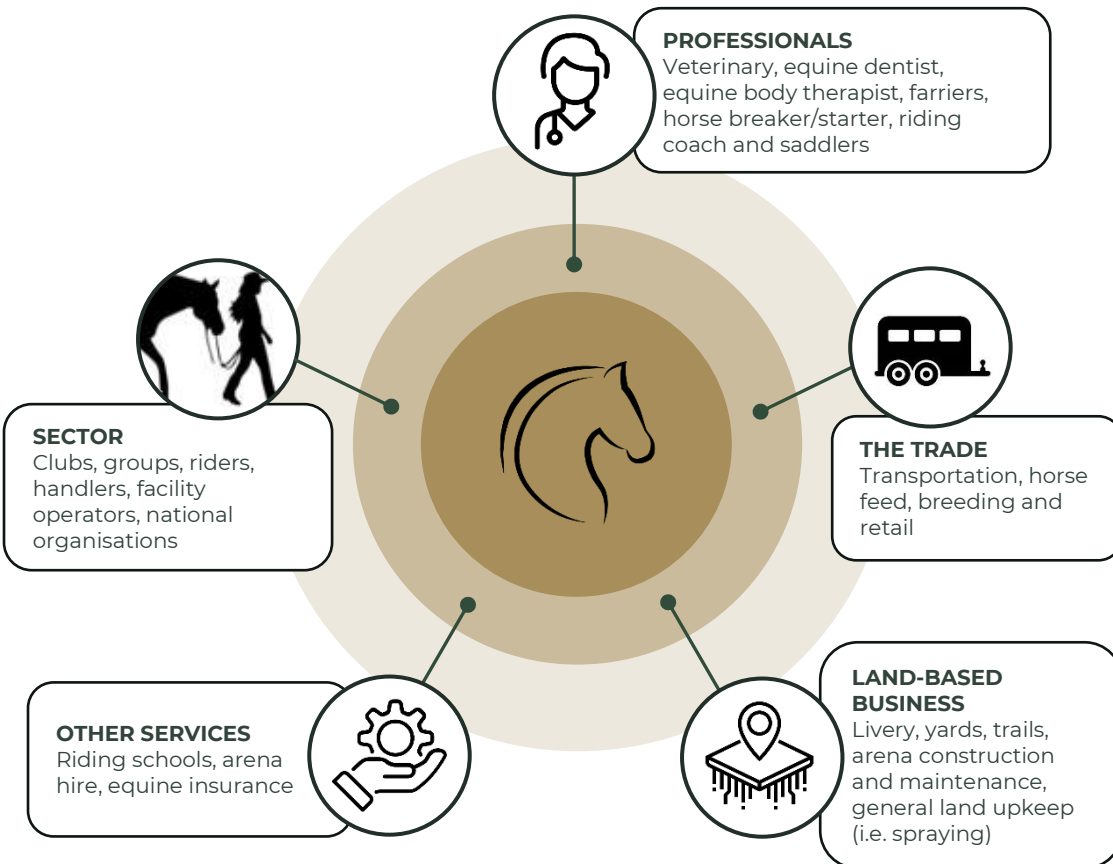 PROFESSIONALS
Veterinary, equine dentist,
equine body therapist, farriers,
horse breaker/starter, riding
coach and saddlers
SECTOR
Clubs, groups, riders,
handlers, facility
operators, national
organisations
THE TRADE
Transportation, horse
feed, breeding and
retail
OTHER SERVICES
Riding schools, arena
hire, equine insurance
LAND-BASED
BUSINESS
Livery, yards, trails,
arena construction
and maintenance,
general land upkeep
(i.e. spraying)